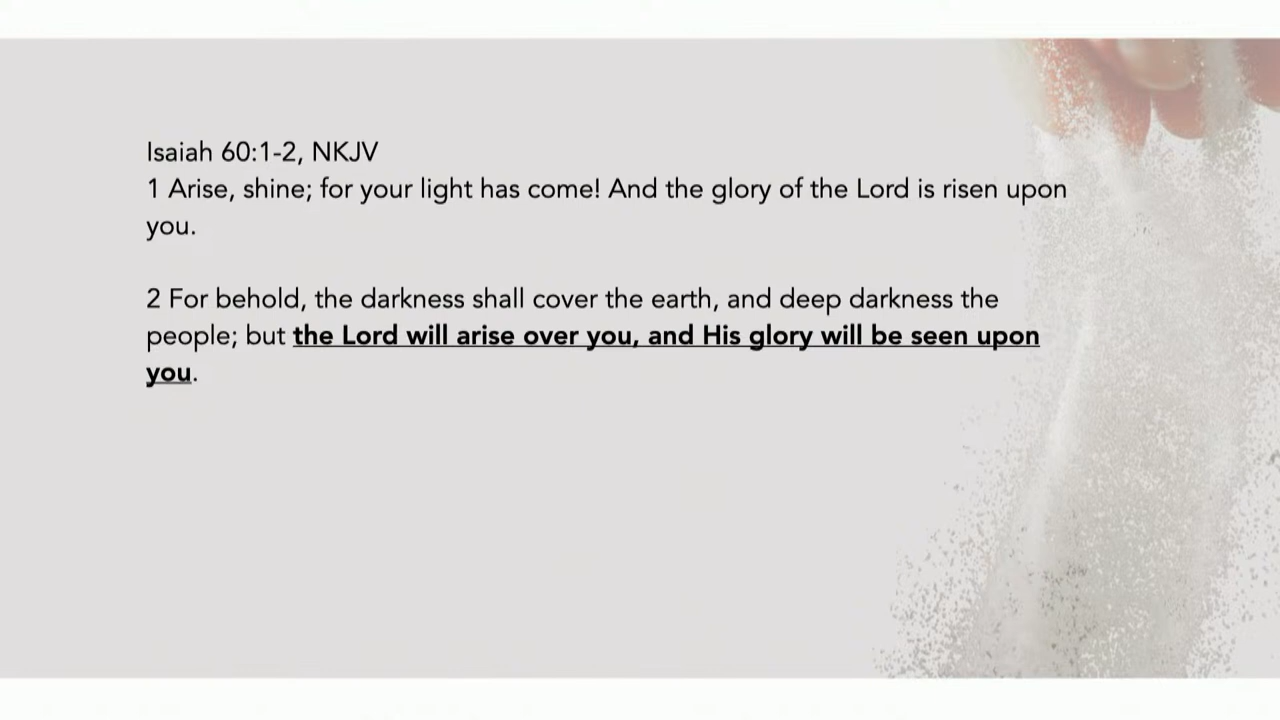 Isaiah 60:1-2, NKJV
1 Arise, shine; for your light has come! And the glory of the Lord is risen upon
you.
2 For behold, the darkness shall cover the earth, and deep darkness the
people; but the Lord will arise over you, and His glory will be seen upon
you.